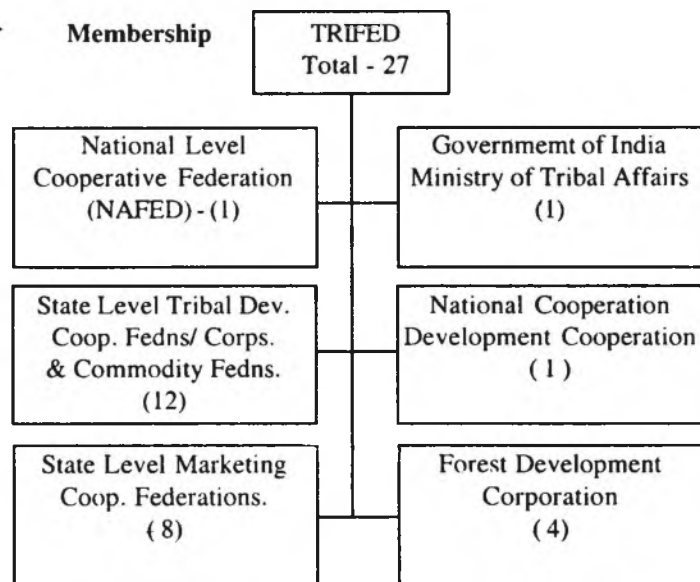 Membership
TRIFED
Total - 27
National Level
Cooperative Federation
(NAFED) - (1)
Governmemt of India
Ministry of Tribal Affairs
(1)
State Level Tribal Dev.
Coop. Fedns/ Corps.
& Commodity Fedns.
(12)
National Cooperation
Development Cooperation
( 1 )
State Level Marketing
Coop. Federations.
( 8)
Forest Development
Corporation
( 4)